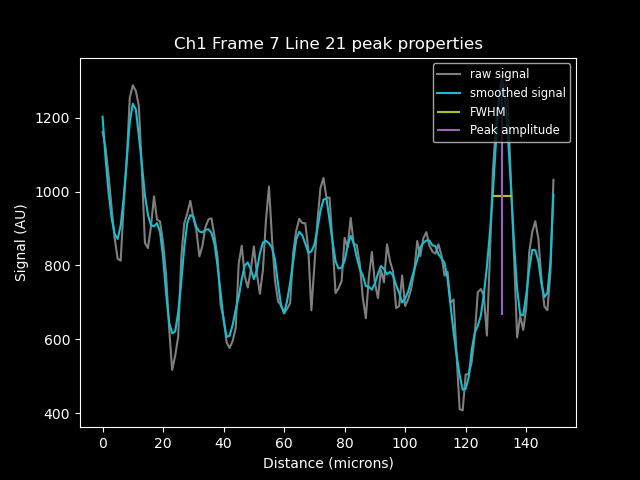 Ch1 Frame 7 Line 21 peak properties
raw signal
smoothed signal
FWHM
Peak amplitude
Signal (AU)
1200
1000
800
600
400
0 20 40 60 80 100 120 140
Distance (microns)